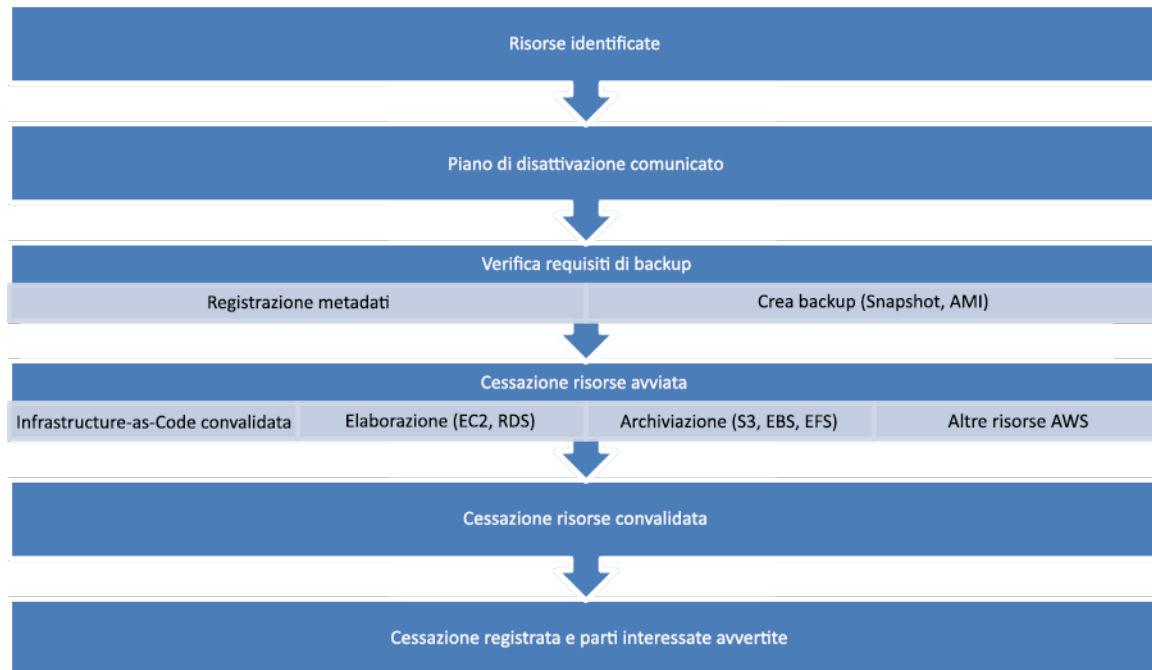 Risorse identificate
Piano di disattivazione comunicato
Verifica requisiti di backup
Registrazione metadati
Crea backup (Snapshot, AMI)
Cessazione risorse avviata
Infrastructure-as-Code convalidata
Elaborazione (EC2, RDS)
Archiviazione (S3, EBS, EFS)
Altre risorse AWS
Cessazione risorse convalidata
Cessazione registrata e parti interessate avvertite